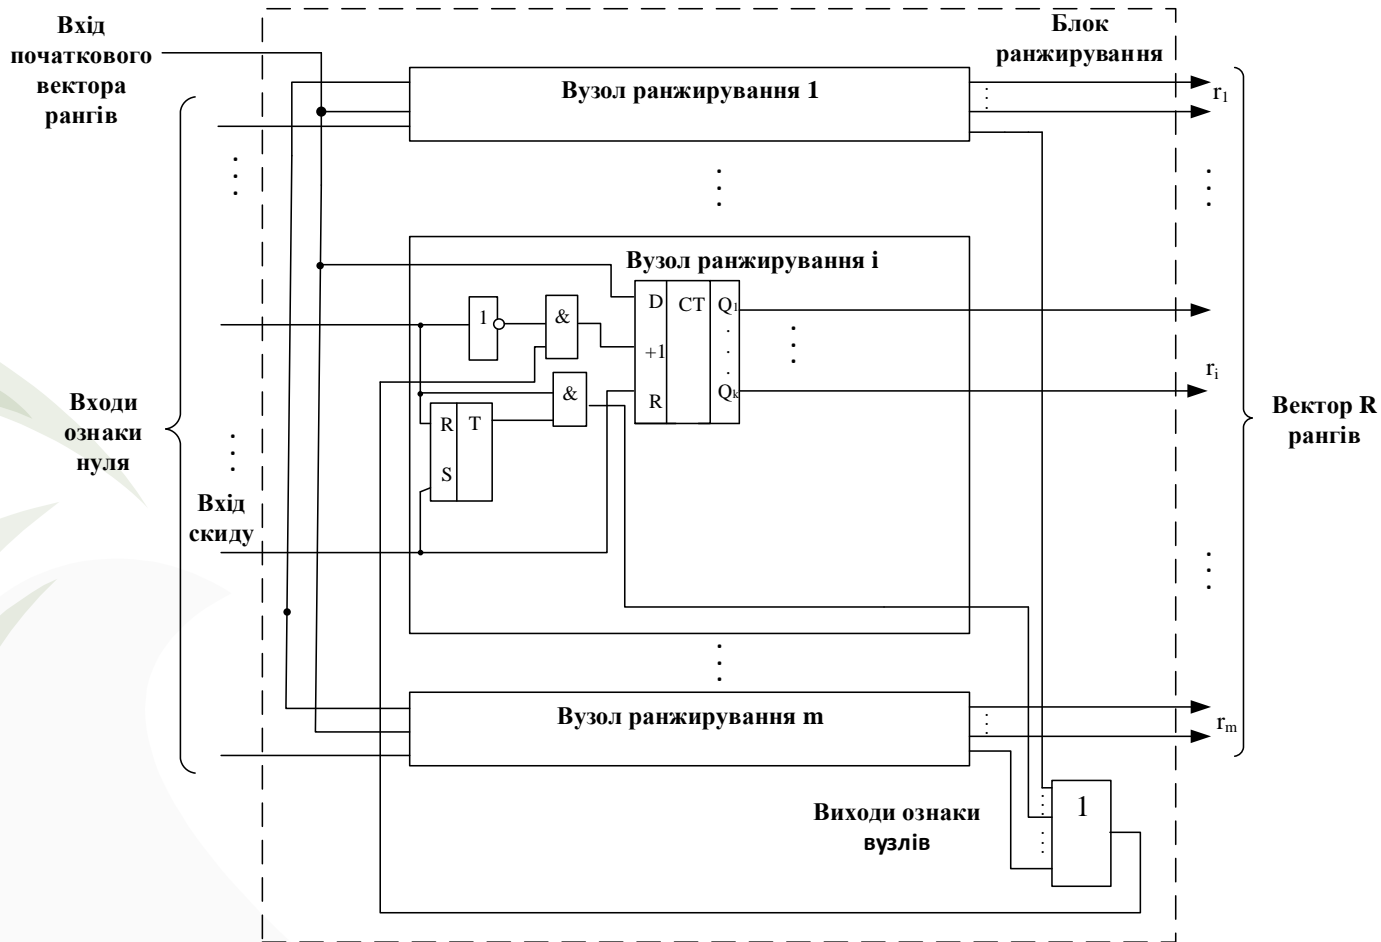 Вхід
початкового
вектора
рангів
Блок
ранжирування
Вузол ранжирування 1
r1
Вузол ранжирування i
1
&
D
CT
Q1
+1
R
Qk
&
R
T
S
ri
Входи
ознаки
нуля
Вхід
скиду
Вектор R
рангів
Вузол ранжирування m
rm
Виходи ознаки
вузлів
1